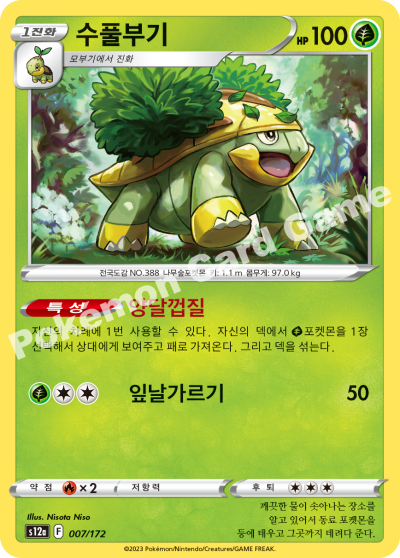 1진화
수풀부기
HP 100
모부기에서 진화
전국도감 NO.388 나무숲포켓몬 키: 1.1 m 몸무게: 97.0 kg
특성 양달껍질
자신의 차례에 1번 사용할 수 있다. 자신의 덱에서 포켓몬을 1장
선택해서 상대에게 보여주고 패로 가져온다. 그리고 덱을 섞는다.
잎날가르기 50
약점 ×2 저항력 후퇴
Illus. Nisota Niso
s12a F 007/172
깨끗한 물이 솟아나는 장소를
알고 있어서 동료 포켓몬을
등에 태우고 그곳까지 데려다 준다.
©2023 Pokémon/Nintendo/Creatures/GAME FREAK.
Pokémon Card Game